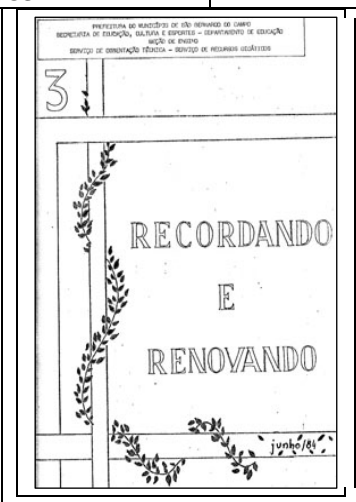 PREFEITURA DO MUNICÍPIO DE SÃO BERNARDO DO CAMPO
SECRETARIA DE EDUCAÇÃO, CULTURA E ESPORTES - DEPARTAMENTO DE EDUCAÇÃO
SEÇÃO DE ENSINO
SERVIÇO DE ORIENTAÇÃO TÉCNICA - SERVIÇO DE RECURSOS DIDÁTICOS
3
RECORDANDO
E
RENOVANDO
junho/84